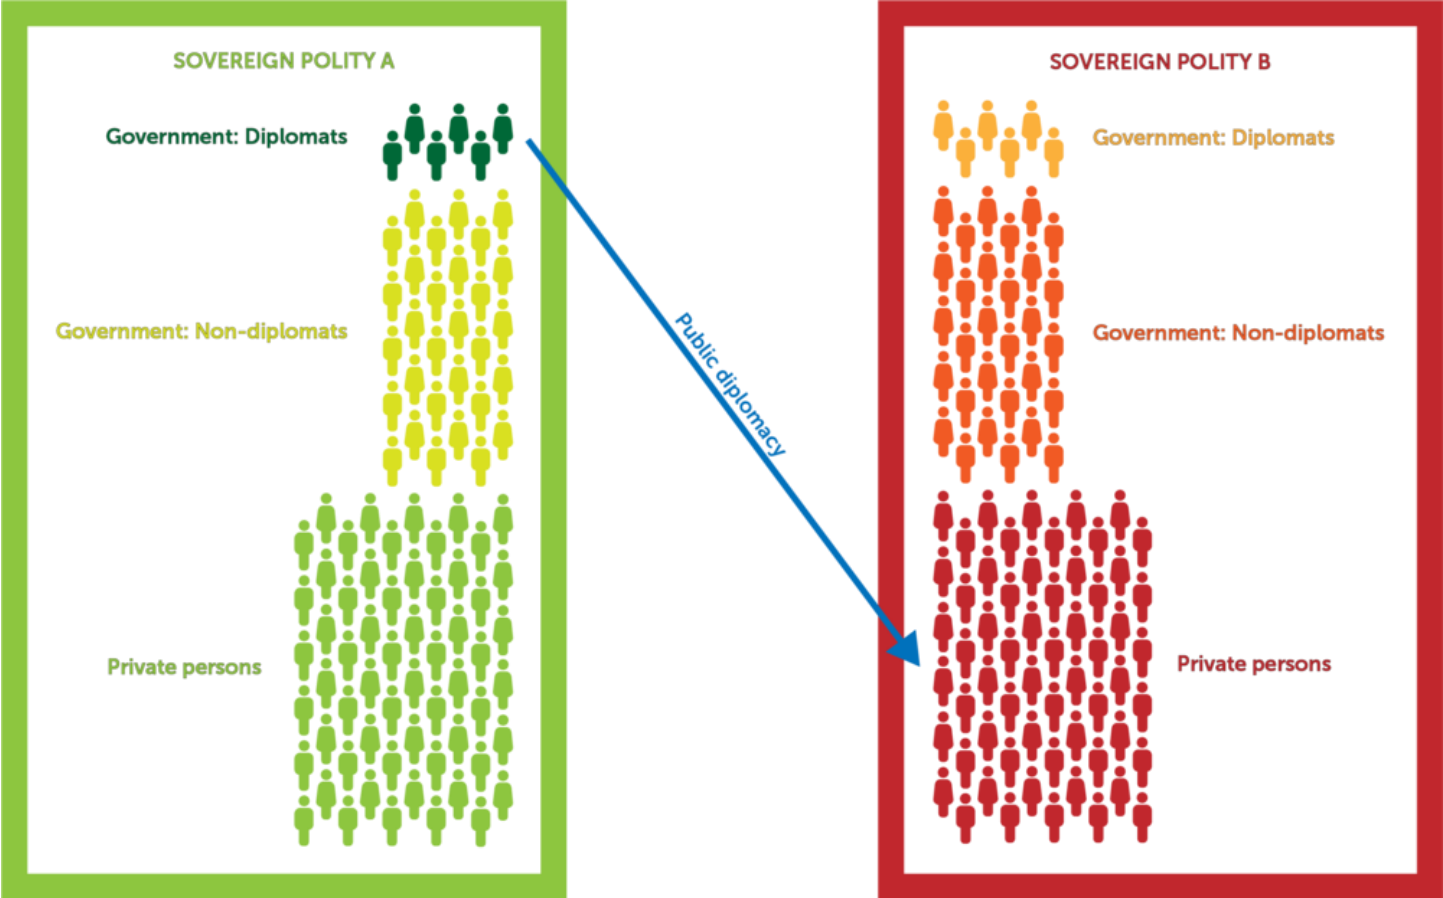 SOVEREIGN POLITY A
Government: Diplomats
Government: Non-diplomats
Private persons
Public diplomacy
SOVEREIGN POLITY B
Government: Diplomats
Government: Non-diplomats
Private persons